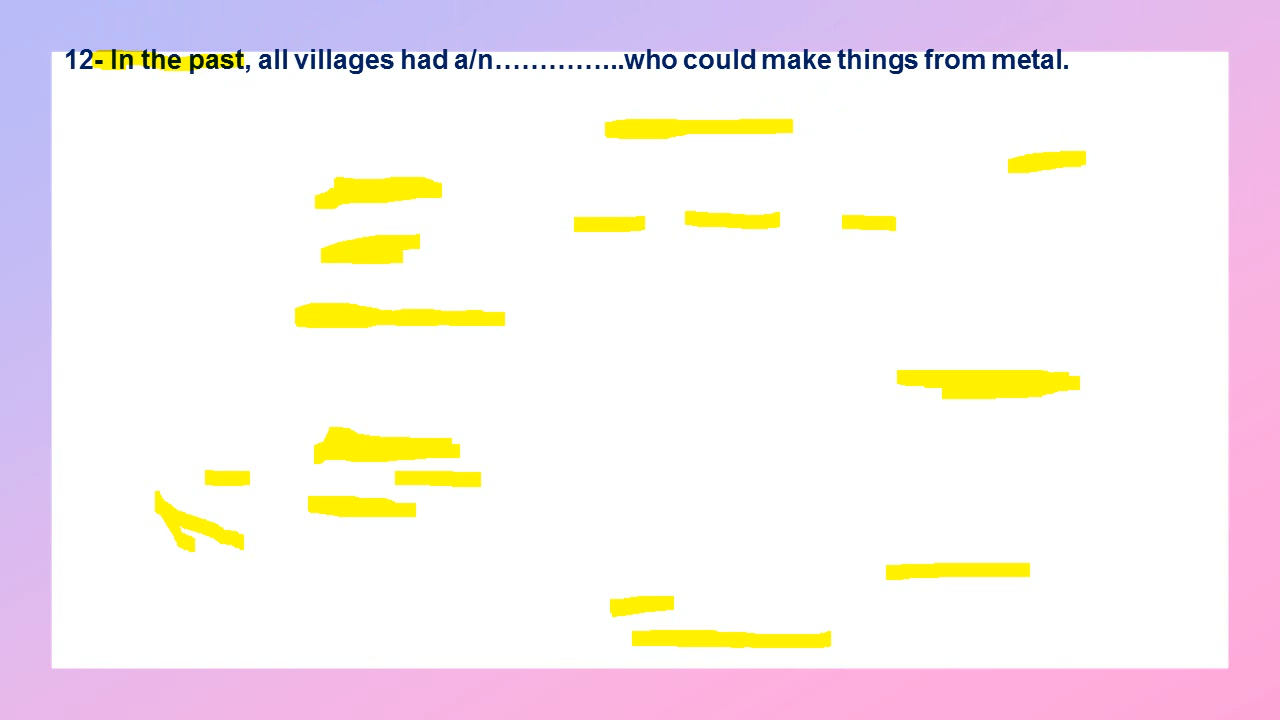 12- In the past, all villages had a/n……………..who could make things from metal.